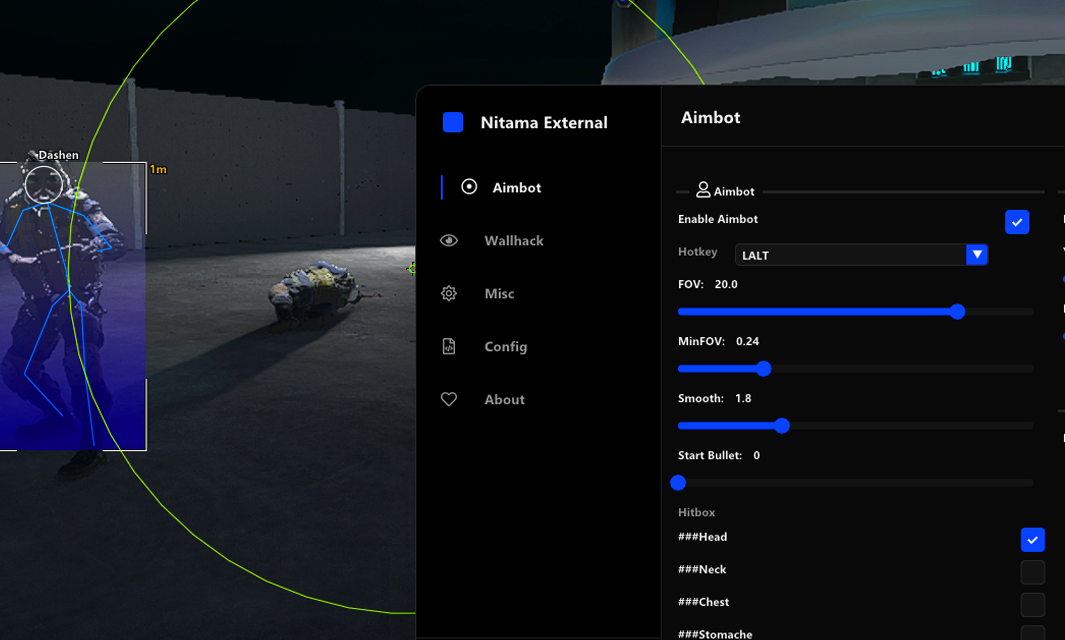 Dashen
1m
Nitama External
Aimbot
Wallhack
Misc
Config
About
Aimbot
Aimbot
Enable Aimbot
Hotkey LALT
FOV: 20.0
MinFOV: 0.24
Smooth: 1.8
Start Bullet: 0
Hitbox
###Head
###Neck
###Chest
###Stomache